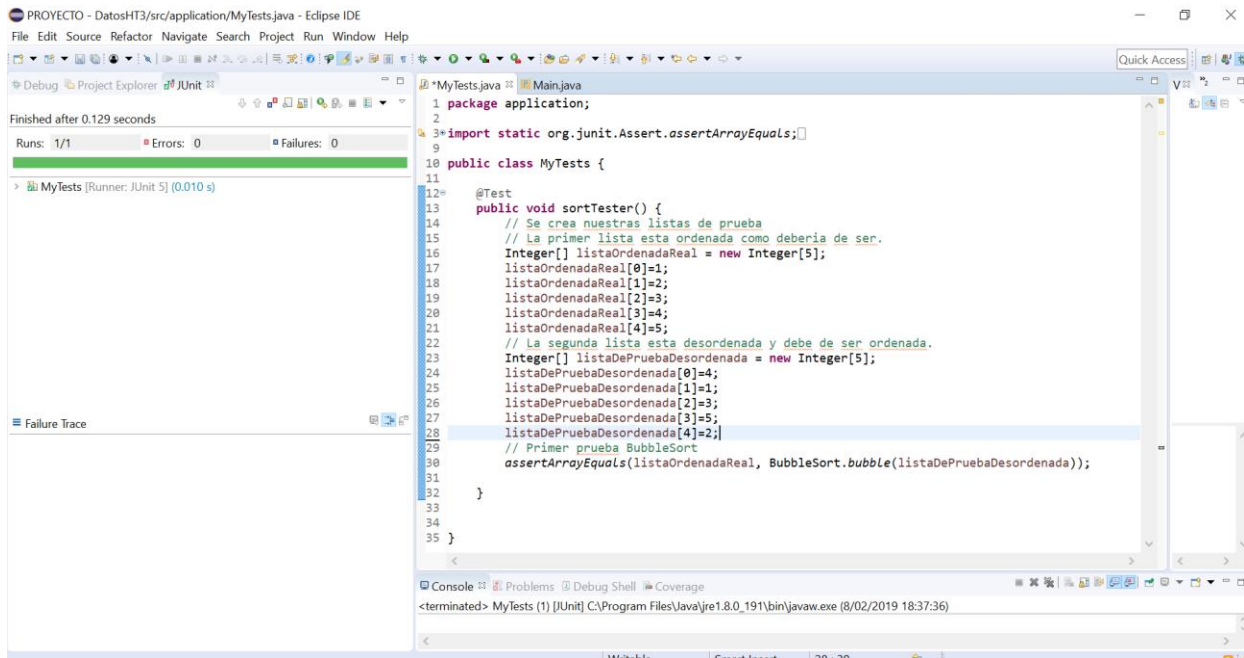 PROYECTO - DatosHT3/src/application/MyTests.java - Eclipse IDE
File Edit Source Refactor Navigate Search Project Run Window Help
Quick Access
Debug Project Explorer JUnit
Finished after 0.129 seconds
Runs: 1/1 Errors: 0 Failures: 0
MyTests [Runner: JUnit 5] (0.010 s)
Failure Trace
*MyTests.java Main.java
1 package application;
2
3 import static org.junit.Assert.assertArrayEquals;
9
10 public class MyTests {
11
12 @Test
13 public void sortTester() {
14 // Se crea nuestras listas de prueba
15 // La primer lista esta ordenada como deberia de ser.
16 Integer[] listaOrdenadaReal = new Integer[5];
17 listaOrdenadaReal[0]=1;
18 listaOrdenadaReal[1]=2;
19 listaOrdenadaReal[2]=3;
20 listaOrdenadaReal[3]=4;
21 listaOrdenadaReal[4]=5;
22 // La segunda lista esta desordenada y debe de ser ordenada.
23 Integer[] listaDePruebaDesordenada = new Integer[5];
24 listaDePruebaDesordenada[0]=4;
25 listaDePruebaDesordenada[1]=1;
26 listaDePruebaDesordenada[2]=3;
27 listaDePruebaDesordenada[3]=5;
28 listaDePruebaDesordenada[4]=2;
29 // Primer prueba BubbleSort
30 assertArrayEquals(listaOrdenadaReal, BubbleSort.bubble(listaDePruebaDesordenada));
31
32 }
33
34
35 }
Console Problems Debug Shell Coverage
<terminated> MyTests (1) [JUnit] C:\Program Files\Java\jre1.8.0_191\bin\javaw.exe (8/02/2019 18:37:36)